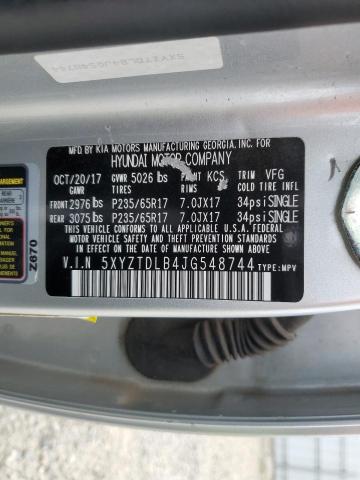 5XYZTDLB4JG548744
MFD BY KIA MOTORS MANUFACTURING GEORGIA, INC. FOR
HYUNDAI MOTOR COMPANY
OCT/20/17 GVWR 5026 lbs PAINT KCS TRIM VFG
GAWR TIRES RIMS COLD TIRE INFL
FRONT 2976 lbs P235/65R17 7.0JX17 34psi SINGLE
REAR 3075 lbs P235/65R17 7.0JX17 34psi SINGLE
THIS VEHICLE CONFORMS TO ALL APPLICABLE U.S.A. FEDERAL
MOTOR VEHICLE SAFETY AND THEFT PREVENTION STANDARDS
IN EFFECT ON THE DATE OF MANUFACTURE SHOWN ABOVE.
V.I.N 5XYZTDLB4JG548744 TYPE:MPV
Z670